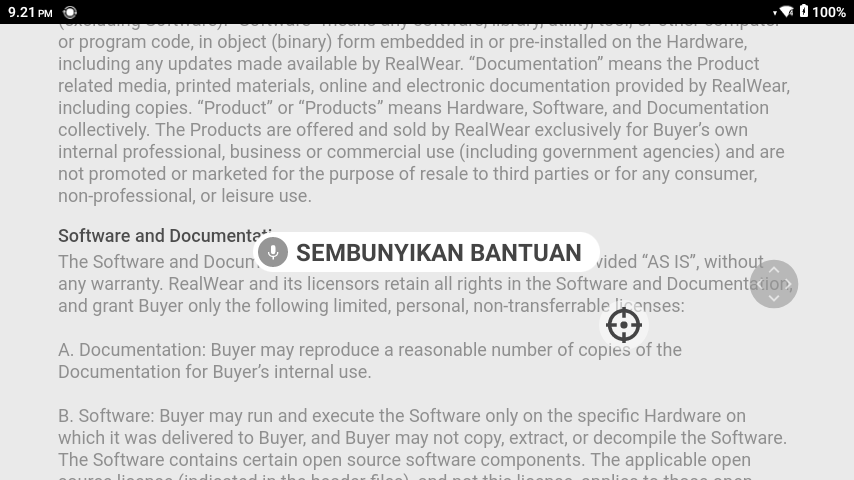 9.21 PM
100%
or program code, in object (binary) form embedded in or pre-installed on the Hardware,
including any updates made available by RealWear. “Documentation” means the Product
related media, printed materials, online and electronic documentation provided by RealWear,
including copies. “Product” or “Products” means Hardware, Software, and Documentation
collectively. The Products are offered and sold by RealWear exclusively for Buyer’s own
internal professional, business or commercial use (including government agencies) and are
not promoted or marketed for the purpose of resale to third parties or for any consumer,
non-professional, or leisure use.
Software and
SEMBUNYIKAN BANTUAN
The Software and “AS IS”, without
any warranty. RealWear and its licensors retain all rights in the Software and Documentation,
and grant Buyer only the following limited, personal, non-transferrable licenses:
A. Documentation: Buyer may reproduce a reasonable number of copies of the
Documentation for Buyer’s internal use.
B. Software: Buyer may run and execute the Software only on the specific Hardware on
which it was delivered to Buyer, and Buyer may not copy, extract, or decompile the Software.
The Software contains certain open source software components. The applicable open